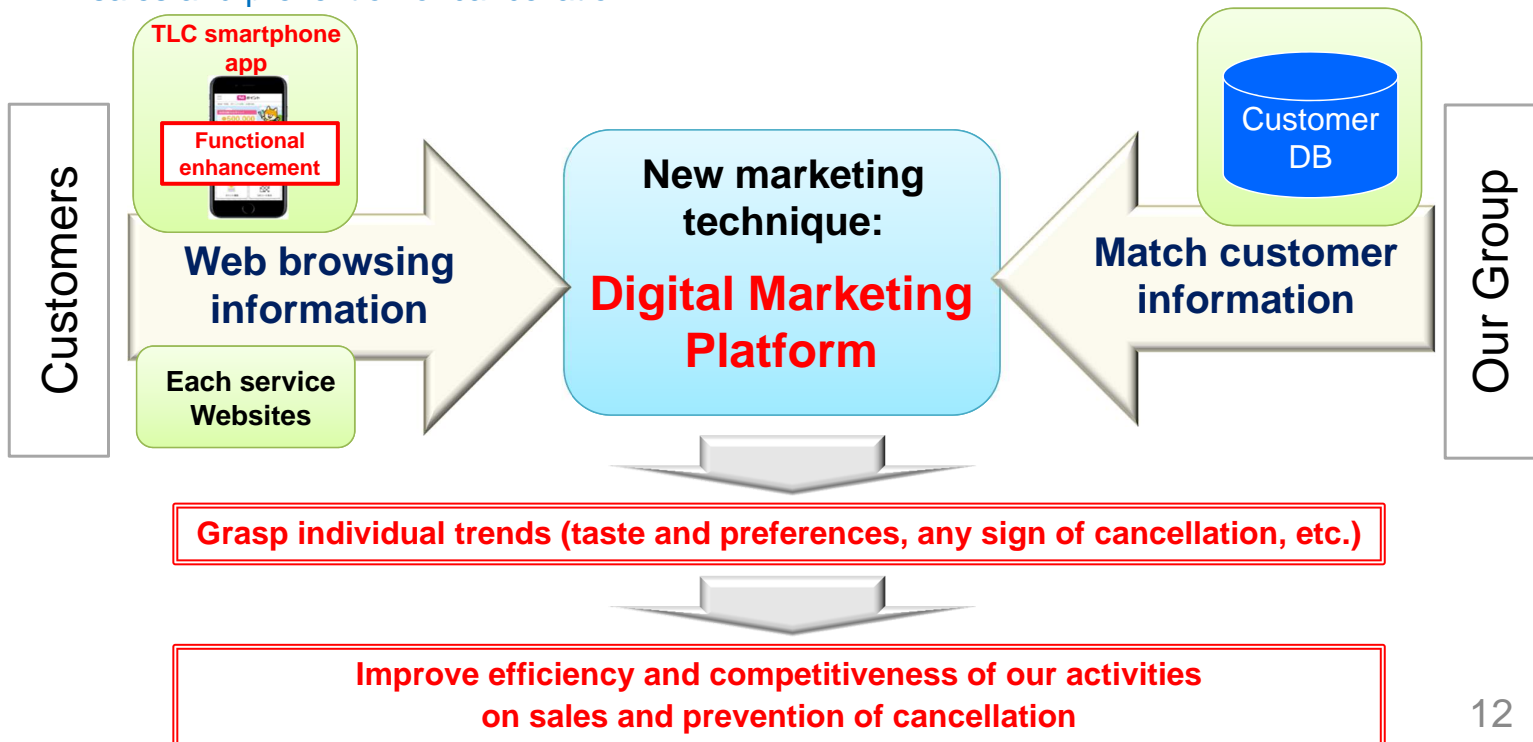 TLC smartphone
app
Functional
enhancement
Customers
Web browsing
information
Each service
Websites
New marketing
technique:
Digital Marketing
Platform
Customer
DB
Match customer
information
Our Group
Grasp individual trends (taste and preferences, any sign of cancellation, etc.)
Improve efficiency and competitiveness of our activities
on sales and prevention of cancellation
12